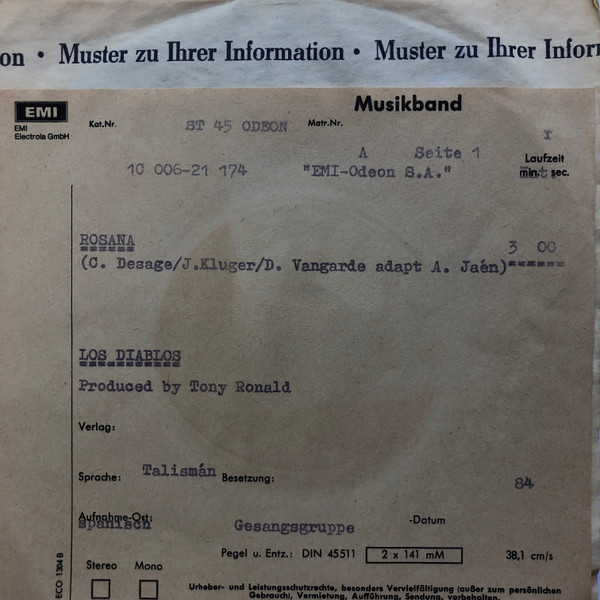 on • Muster zu Ihrer Information • Muster zu Ihrer Infor
EMI
EMI
Electrola GmbH
Musikband
Kat.Nr. ST 45 ODEON Matr.Nr. I
A Seite 1 Laufzeit
1C 006-21 174 "EMI-Odeon S.A." min. sec.
ROSANA 3 00
(C. Desage/J.Kluger/D. Vangarde adapt A. Jaén)
LOS DIABLOS
Produced by Tony Ronald
Verlag:
Sprache: Talismán Besetzung: 84
Aufnahme-Ort: -Datum
spanisch Gesangsgruppe
Pegel u. Entz.: DIN 45511 2 x 141 mM 38,1 cm/s
Stereo Mono
ECO 1304 B
Urheber- und Leistungsschutzrechte, besonders Vervielfältigung (außer zum persönlichen
Gebrauch), Vermietung, Aufführung, Sendung, vorbehalten.